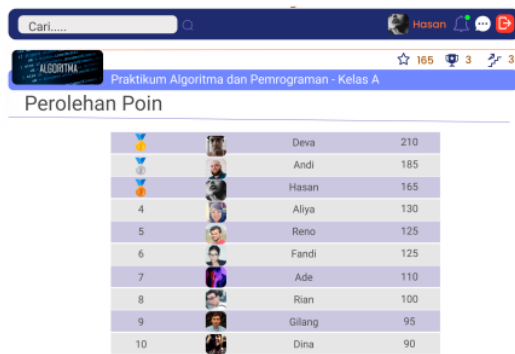 Cari.....
Hasan
ALGORITMA
165 3 3
Praktikum Algoritma dan Pemrograman - Kelas A
Perolehan Poin
Deva 210
Andi 185
Hasan 165
4 Aliya 130
5 Reno 125
6 Fandi 125
7 Ade 110
8 Rian 100
9 Gilang 95
10 Dina 90